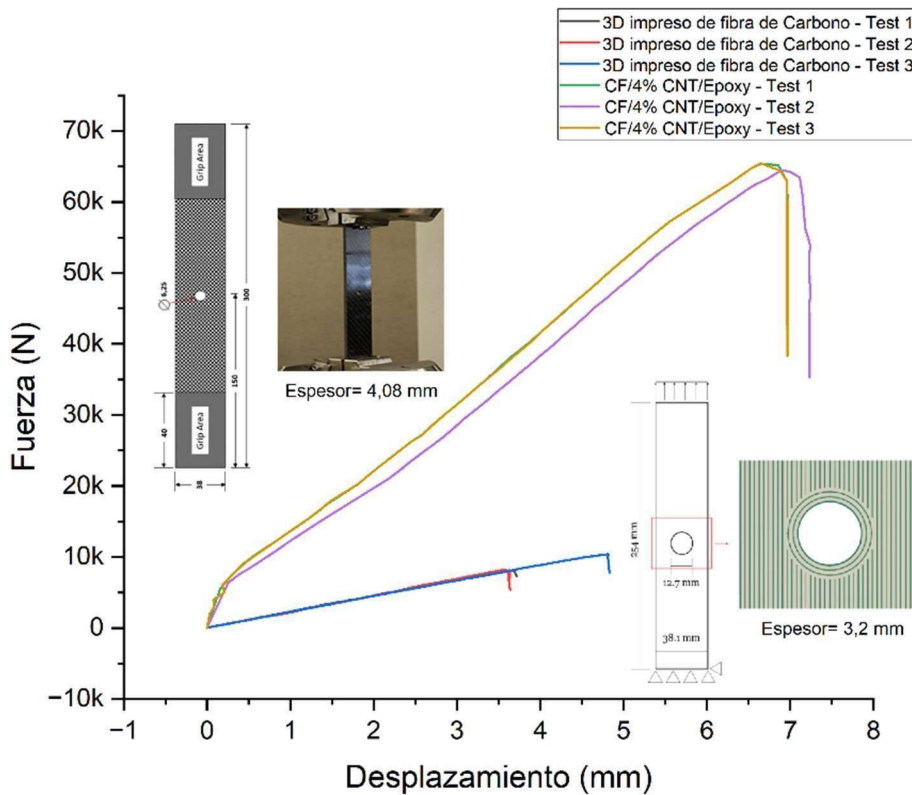 3D impreso de fibra de Carbono - Test 1
3D impreso de fibra de Carbono - Test 2
3D impreso de fibra de Carbono - Test 3
CF/4% CNT/Epoxy - Test 1
CF/4% CNT/Epoxy - Test 2
CF/4% CNT/Epoxy - Test 3
70k
60k
50k
40k
30k
20k
10k
0
−10k
Fuerza (N)
Grip Area
∅ 6.25
300
150
40
Grip Area
38
Espesor= 4,08 mm
254 mm
12.7 mm
38.1 mm
Espesor= 3,2 mm
−1
0
1
2
3
4
5
6
7
8
Desplazamiento (mm)